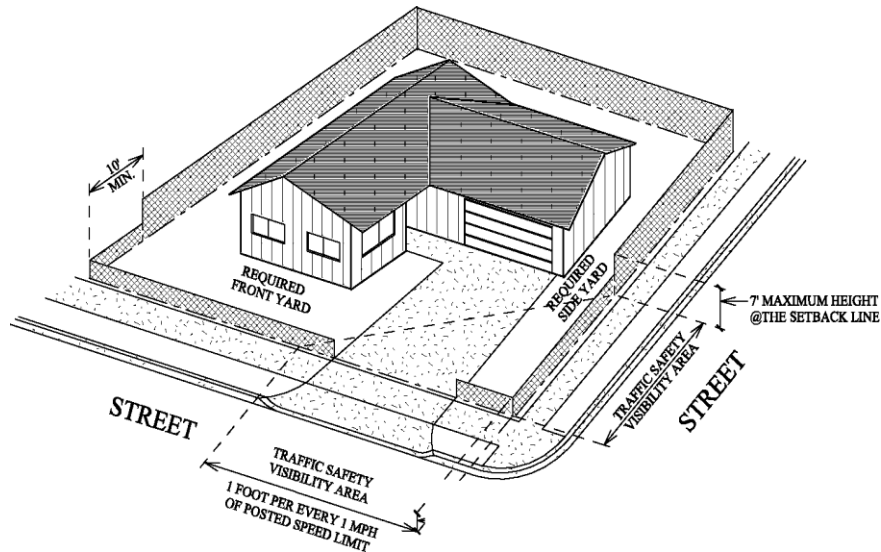 10'
MIN.
REQUIRED
FRONT YARD
REQUIRED
SIDE YARD
7' MAXIMUM HEIGHT
@THE SETBACK LINE
TRAFFIC SAFETY
VISIBILITY AREA
STREET
STREET
TRAFFIC SAFETY
VISIBILITY AREA
1 FOOT PER EVERY 1 MPH
OF POSTED SPEED LIMIT